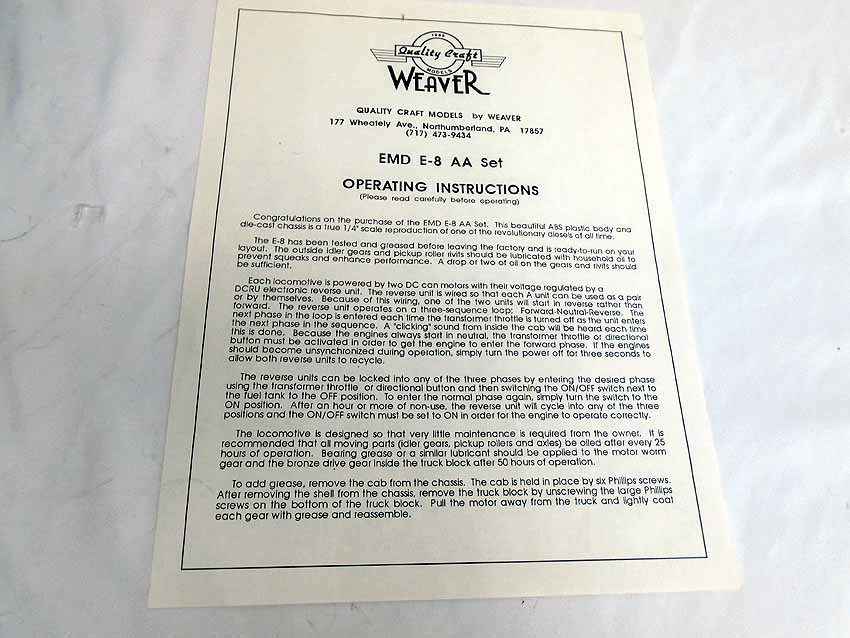 1965
Quality Craft
MODELS
WEAVER
QUALITY CRAFT MODELS by WEAVER
177 Wheately Ave., Northumberland, PA 17857
(717) 473-9434
EMD E-8 AA Set
OPERATING INSTRUCTIONS
(Please read carefully before operating)
Congratulations on the purchase of the EMD E-8 AA Set. This beautiful ABS plastic body and
die-cast chassis is a true 1/4" scale reproduction of one of the revolutionary diesels of all time.
The E-8 has been tested and greased before leaving the factory and is ready-to-run on your
layout. The outside idler gears and pickup roller rivits should be lubricated with household oil to
prevent squeaks and enhance performance. A drop or two of oil on the gears and rivits should
be sufficient.
Each locomotive is powered by two DC can motors with their voltage regulated by a
DCRU electronic reverse unit. The reverse unit is wired so that each A unit can be used as a pair
or by themselves. Because of this wiring, one of the two units will start in reverse rather than
forward. The reverse unit operates on a three-sequence loop: Forward-Neutral-Reverse. The
next phase in the loop is entered each time the transformer throttle is turned off as the unit enters
the next phase in the sequence. A "clicking" sound from inside the cab will be heard each time
this is done. Because the engines always start in neutral, the transformer throttle or directional
button must be activated in order to get the engine to enter the forward phase. If the engines
should become unsynchronized during operation, simply turn the power off for three seconds to
allow both reverse units to recycle.
The reverse units can be locked into any of the three phases by entering the desired phase
using the transformer throttle or directional button and then switching the ON/OFF switch next to
the fuel tank to the OFF position. To enter the normal phase again, simply turn the switch to the
ON position. After an hour or more of non-use, the reverse unit will cycle into any of the three
positions and the ON/OFF switch must be set to ON in order for the engine to operate correctly.
The locomotive is designed so that very little maintenance is required from the owner. It is
recommended that all moving parts (idler gears, pickup rollers and axles) be oiled after every 25
hours of operation. Bearing grease or a similar lubricant should be applied to the motor worm
gear and the bronze drive gear inside the truck block after 50 hours of operation.
To add grease, remove the cab from the chassis. The cab is held in place by six Phillips screws.
After removing the shell from the chassis, remove the truck block by unscrewing the large Phillips
screws on the bottom of the truck block. Pull the motor away from the truck and lightly coat
each gear with grease and reassemble.